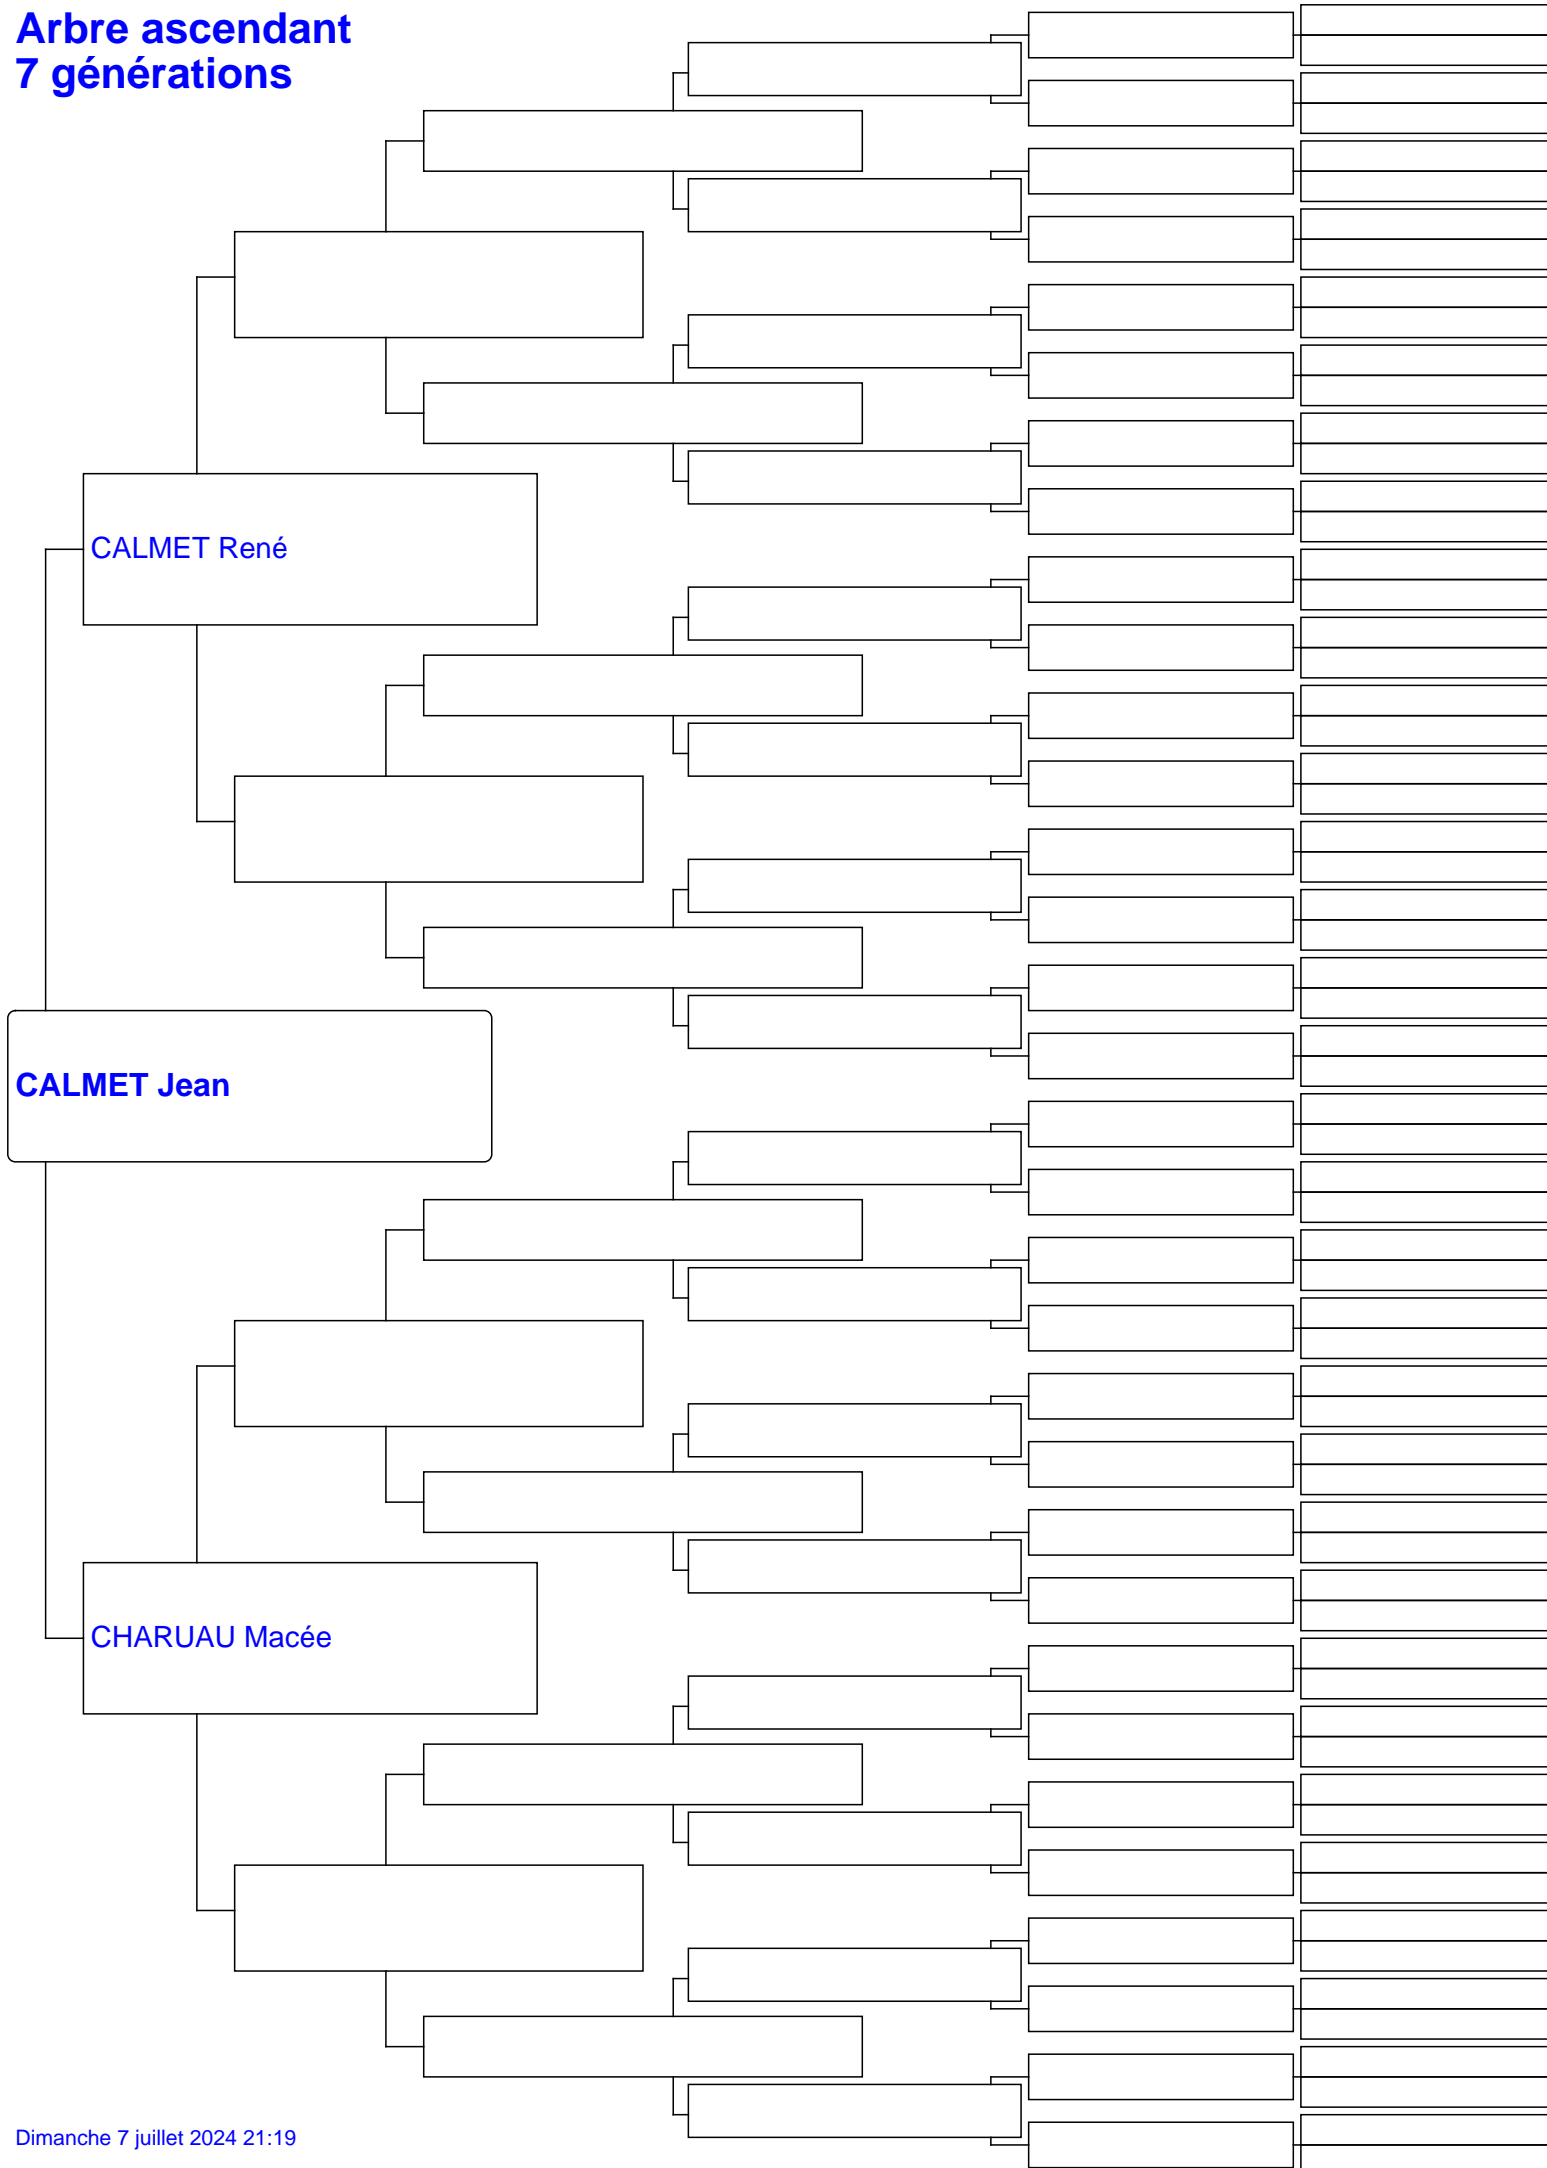 Arbre ascendant
7 générations
CALMET René
CALMET Jean
CHARUAU Macée
Dimanche 7 juillet 2024 21:19